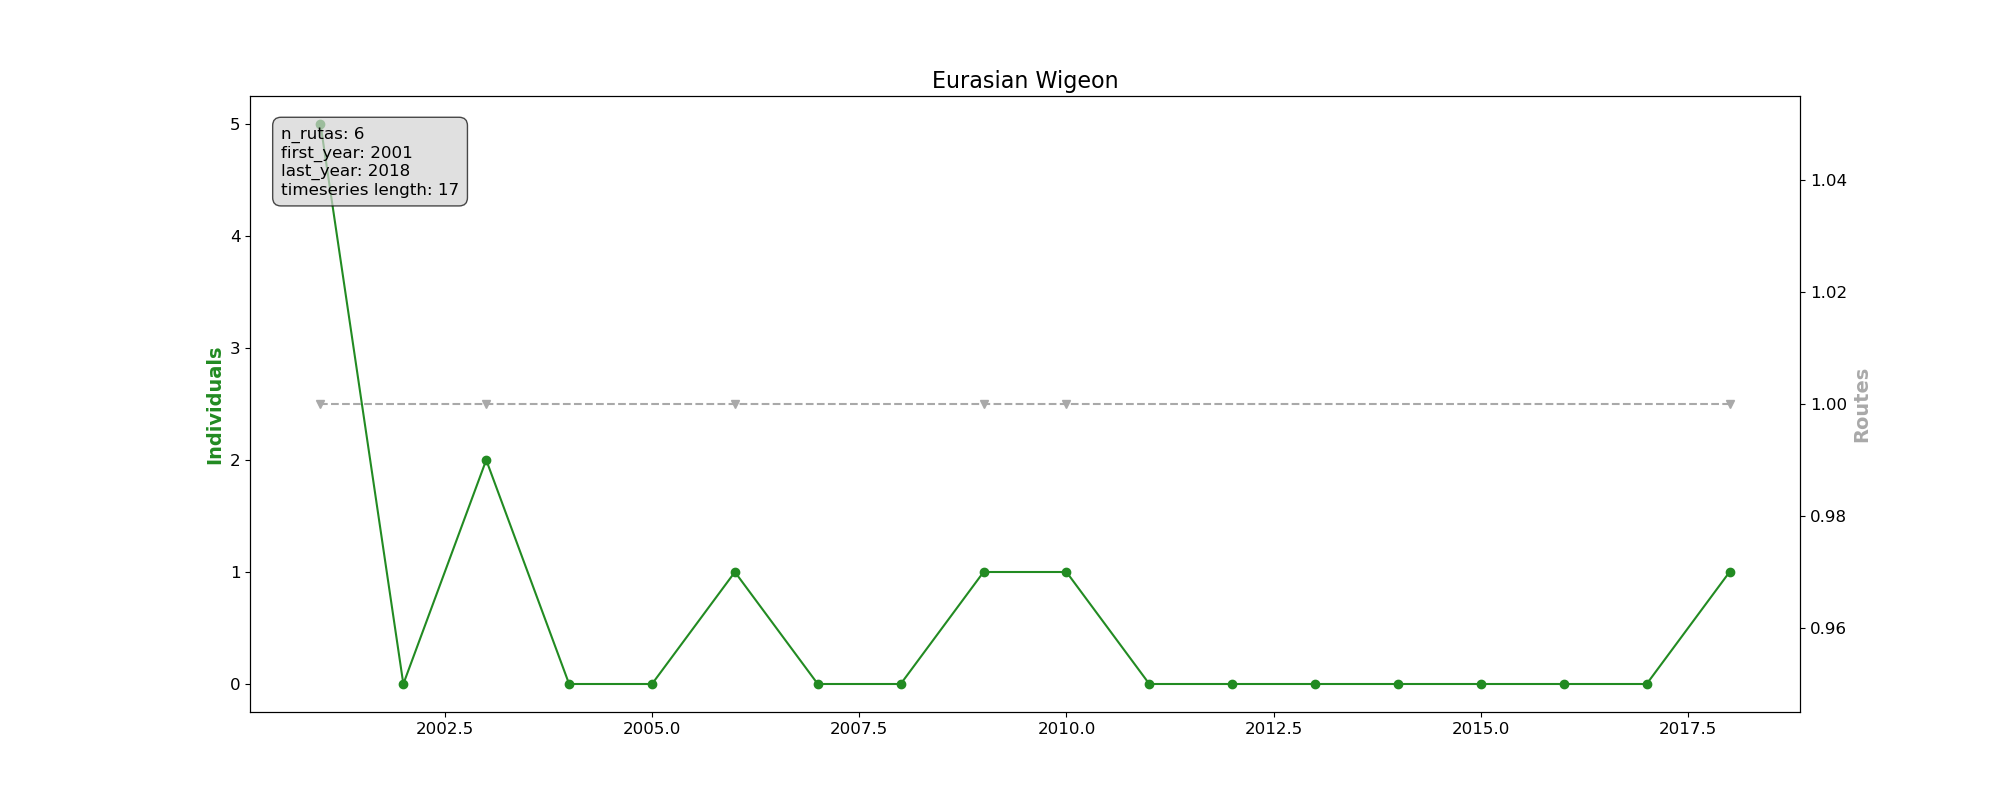 Eurasian Wigeon
n_rutas: 6
first_year: 2001
last_year: 2018
timeseries length: 17
5
4
3
2
1
0
Individuals
1.04
1.02
1.00
0.98
0.96
Routes
2002.5
2005.0
2007.5
2010.0
2012.5
2015.0
2017.5